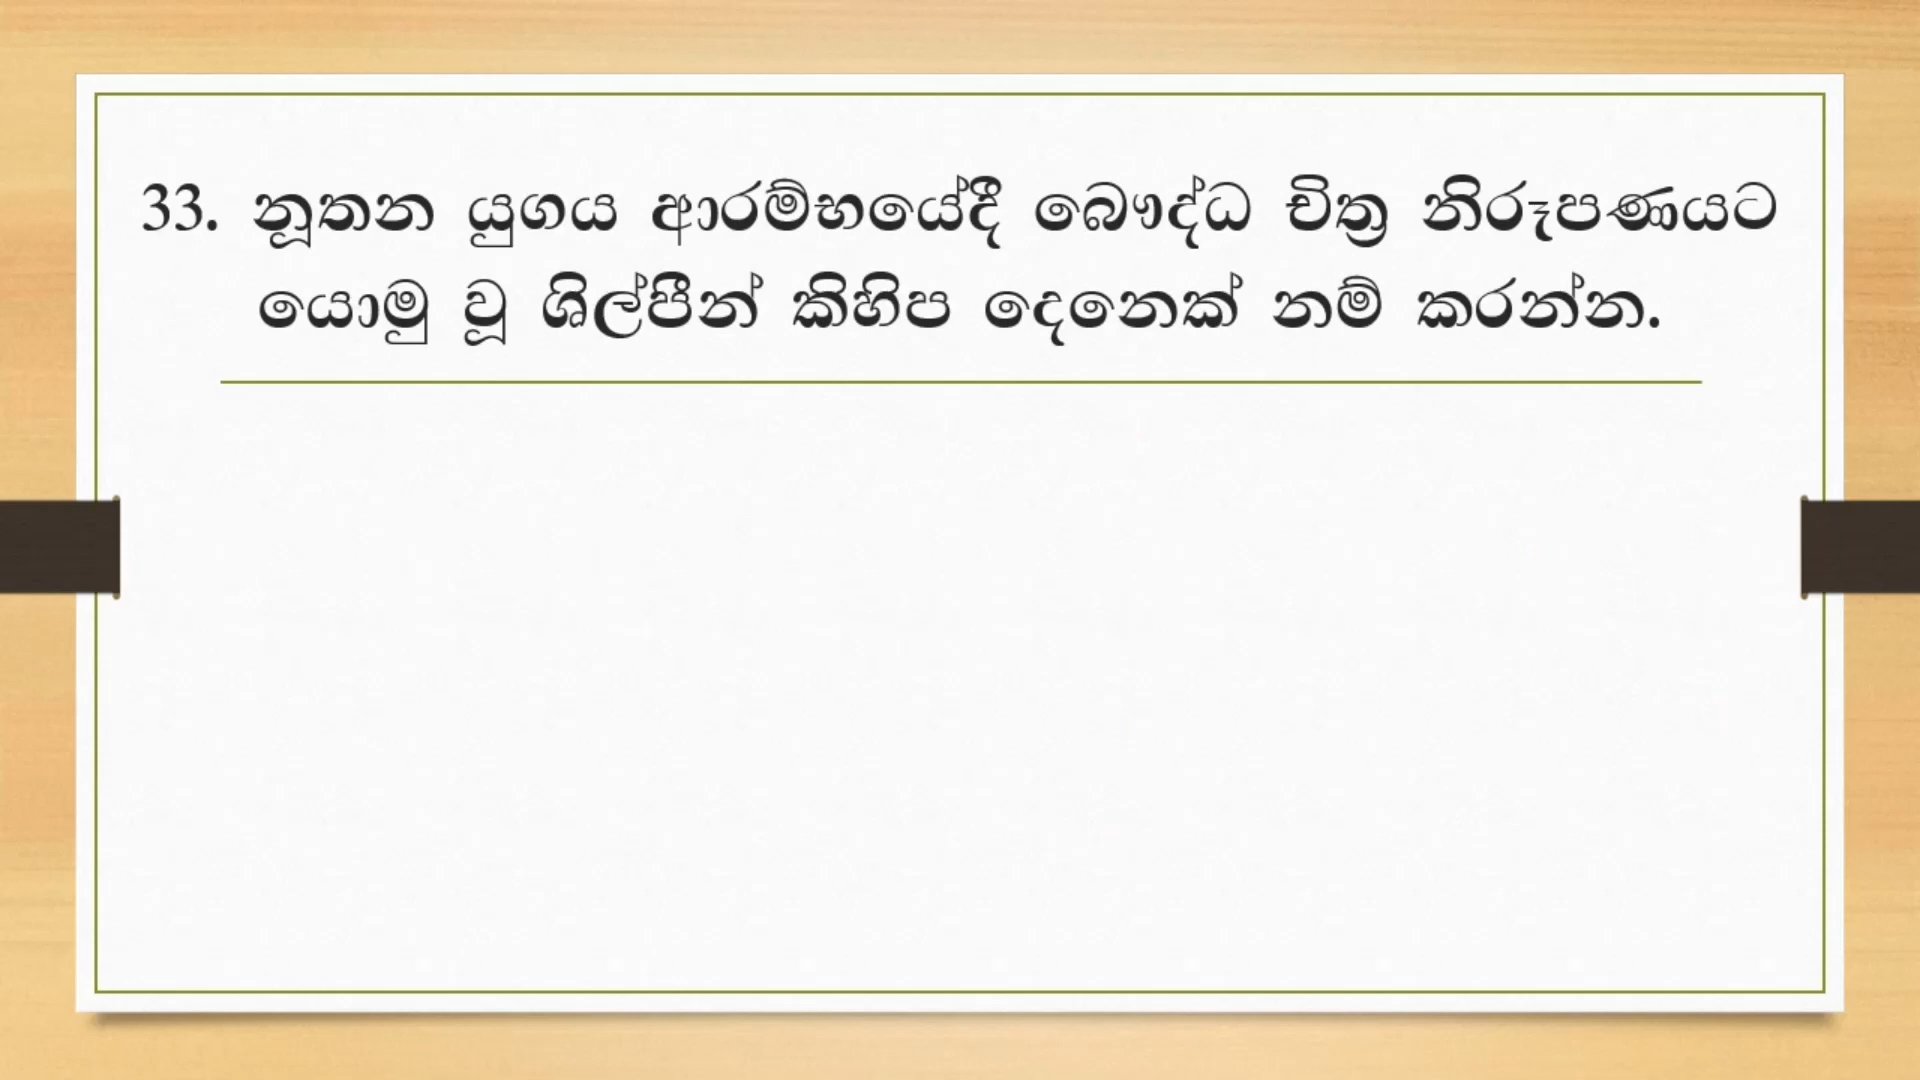 33. නූතන යුගය ආරම්භයේදී බෞද්ධ චිත්‍ර නිරූපණයට
යොමු වූ ශිල්පීන් කිහිප දෙනෙක් නම් කරන්න.